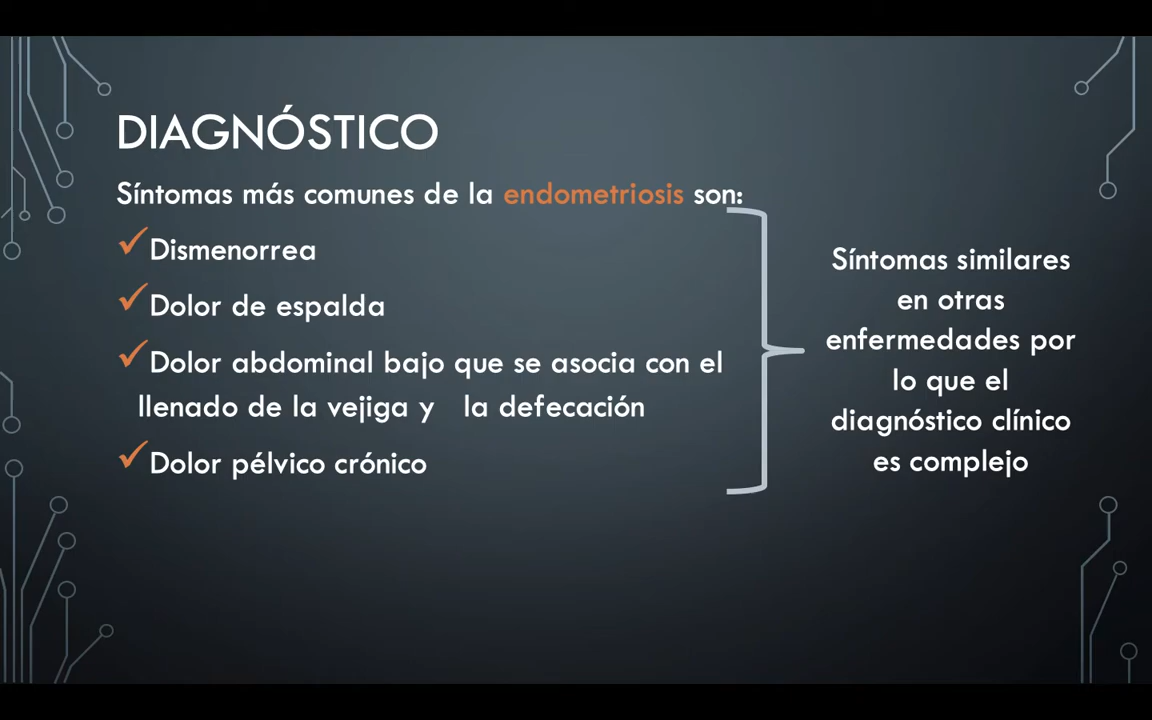 DIAGNÓSTICO
Síntomas más comunes de la endometriosis son:
Dismenorrea
Dolor de espalda
Dolor abdominal bajo que se asocia con el
llenado de la vejiga y la defecación
Dolor pélvico crónico
Síntomas similares
en otras
enfermedades por
lo que el
diagnóstico clínico
es complejo